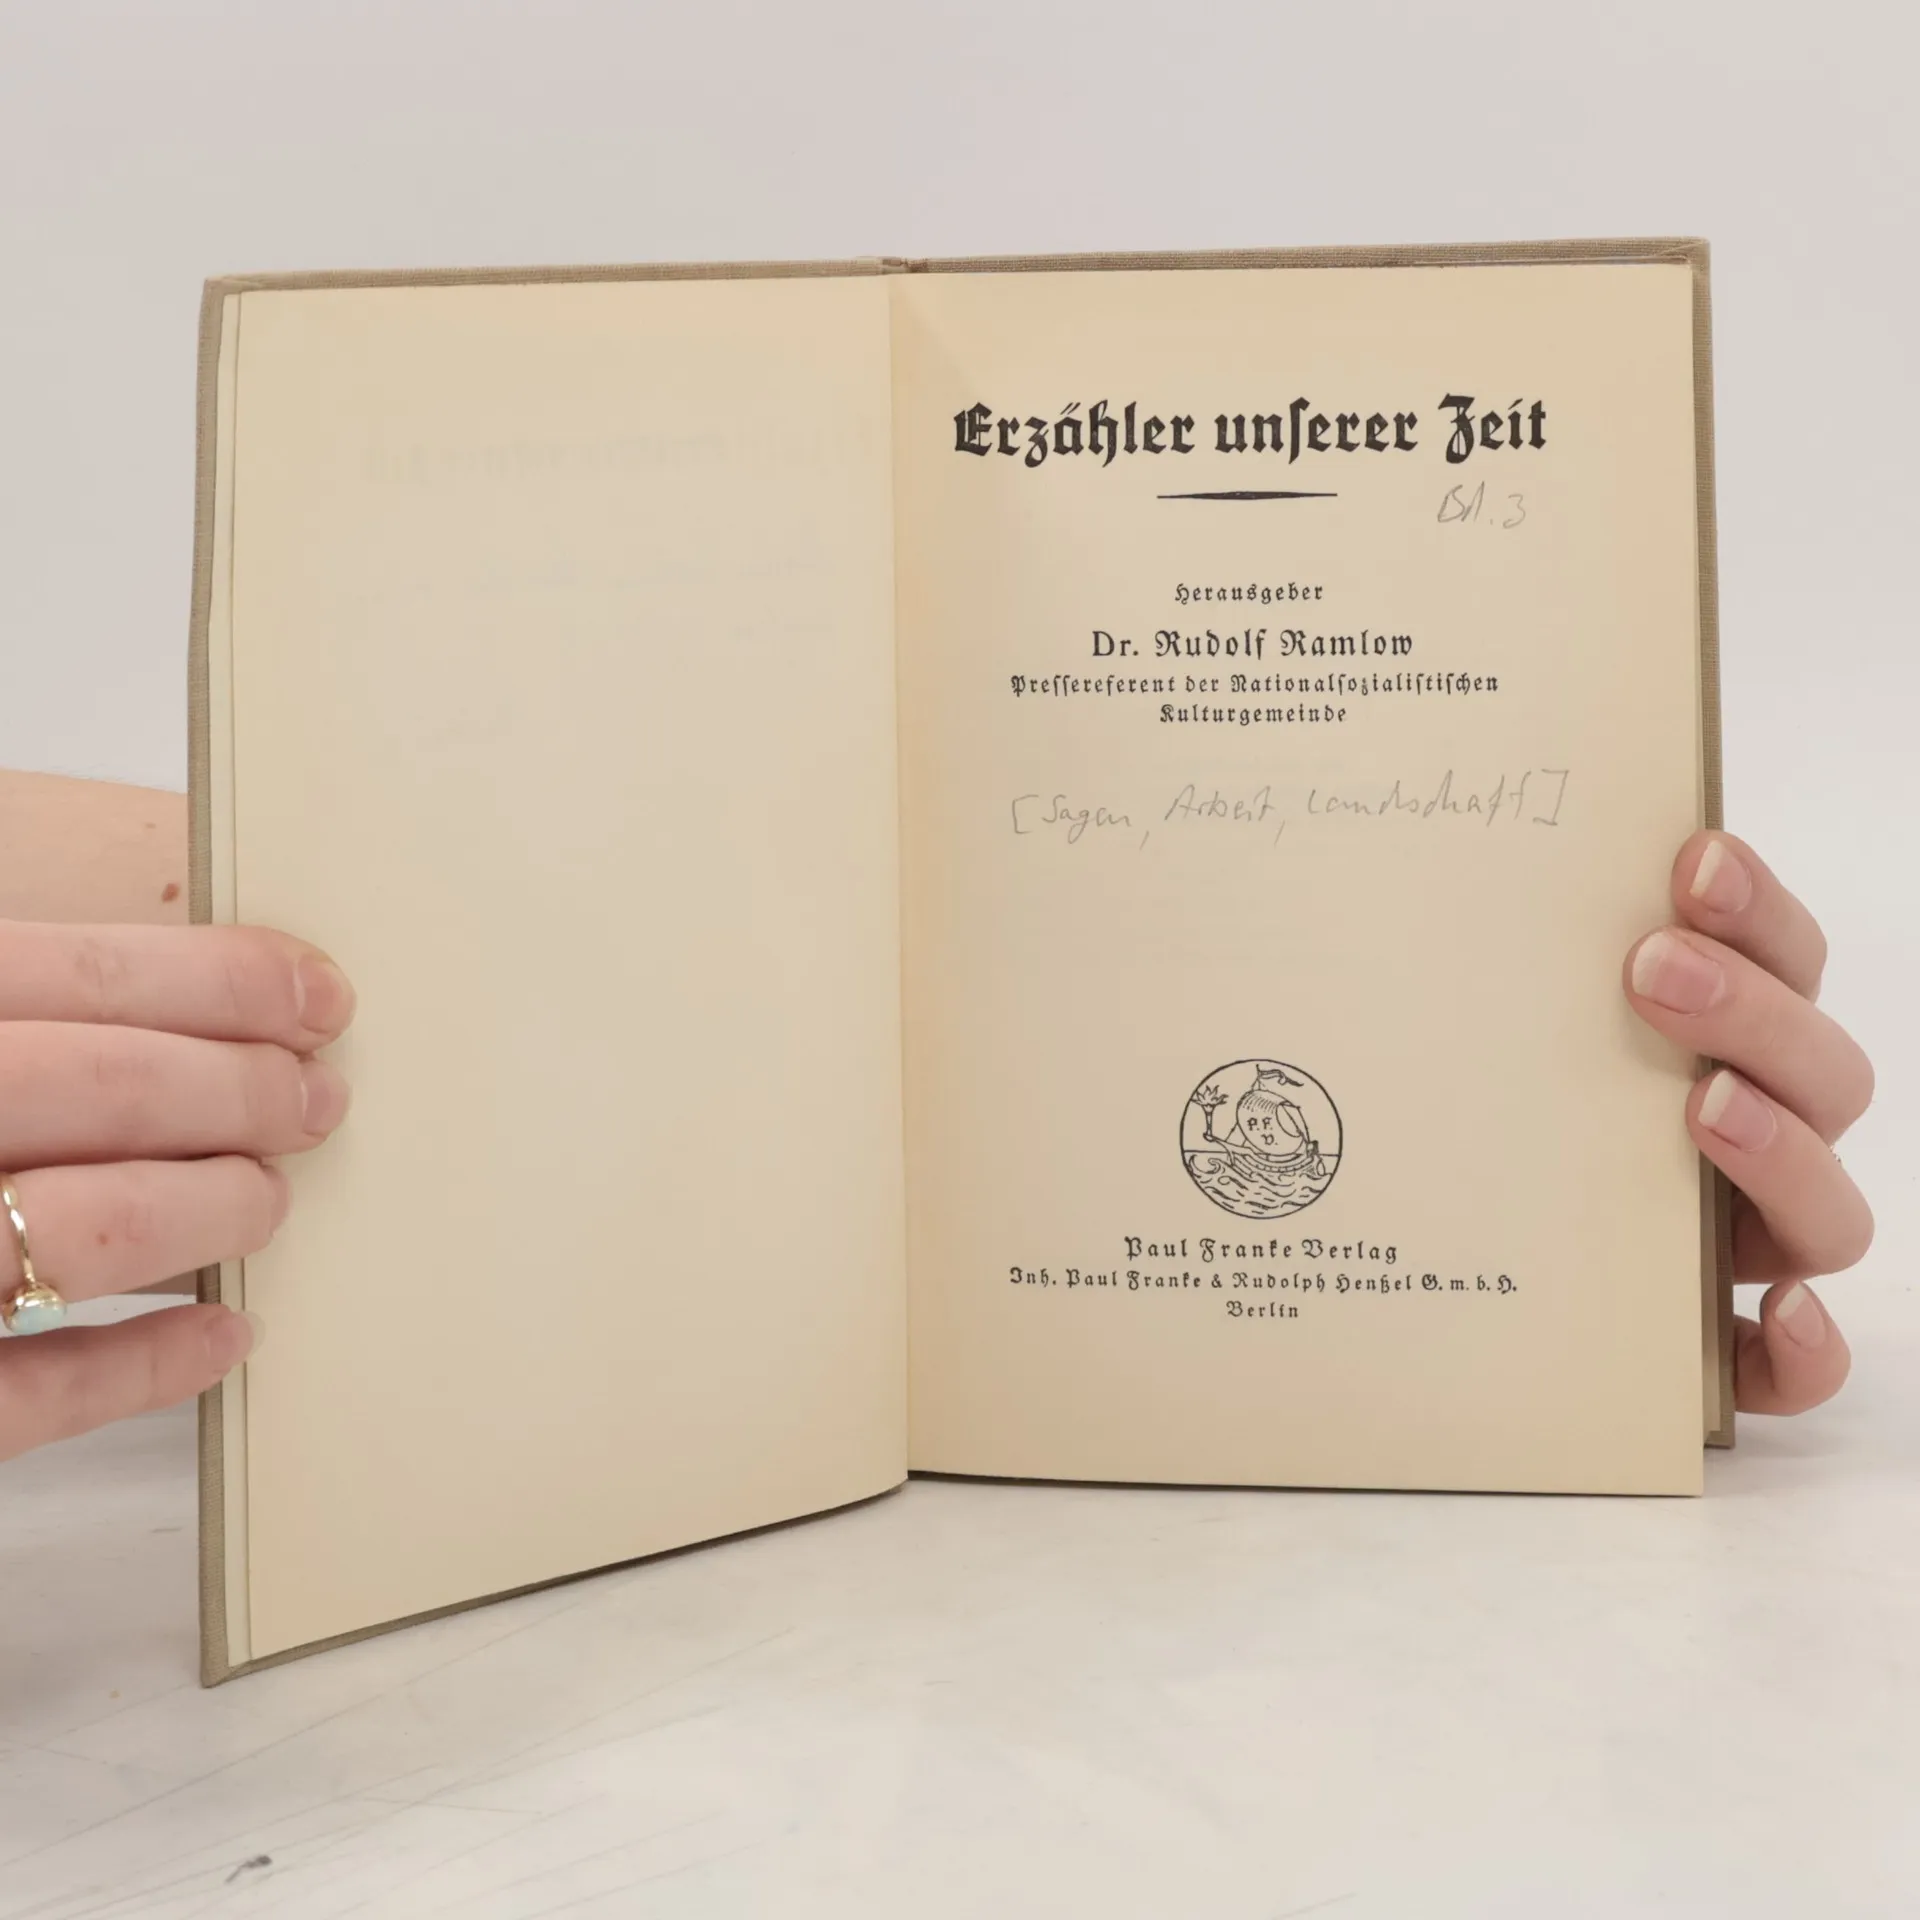 Erzähler unſerer Zeit
Bd. 3
Herausgeber
Dr. Rudolf Ramlow
Preſſereferent der Nationalſozialiſtiſchen
Kulturgemeinde
[Sagen, Arbeit, Landschaft]
P.F.
V.
Paul Franke Verlag
Inh. Paul Franke & Rudolph Henßel G. m. b. H.
Berlin